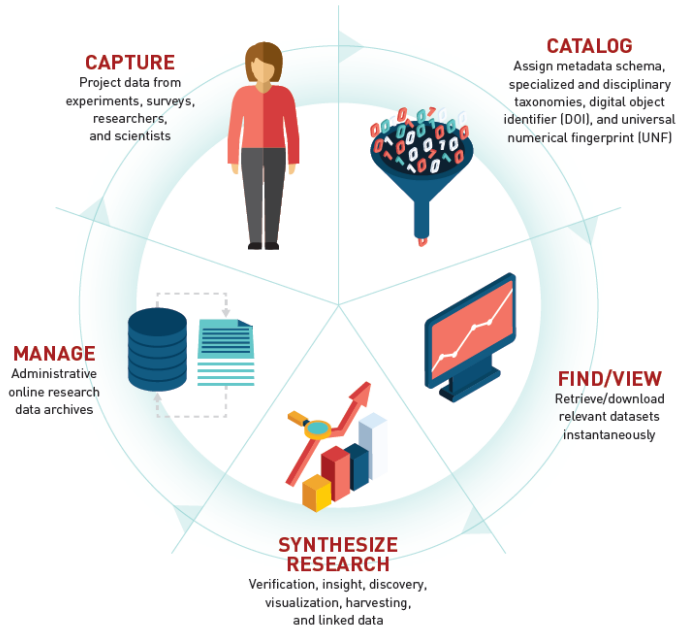 CAPTURE
Project data from
experiments, surveys,
researchers,
and scientists
CATALOG
Assign metadata schema,
specialized and disciplinary
taxonomies, digital object
identifier (DOI), and universal
numerical fingerprint (UNF)
FIND/VIEW
Retrieve/download
relevant datasets
instantaneously
SYNTHESIZE
RESEARCH
Verification, insight, discovery,
visualization, harvesting,
and linked data
MANAGE
Administrative
online research
data archives